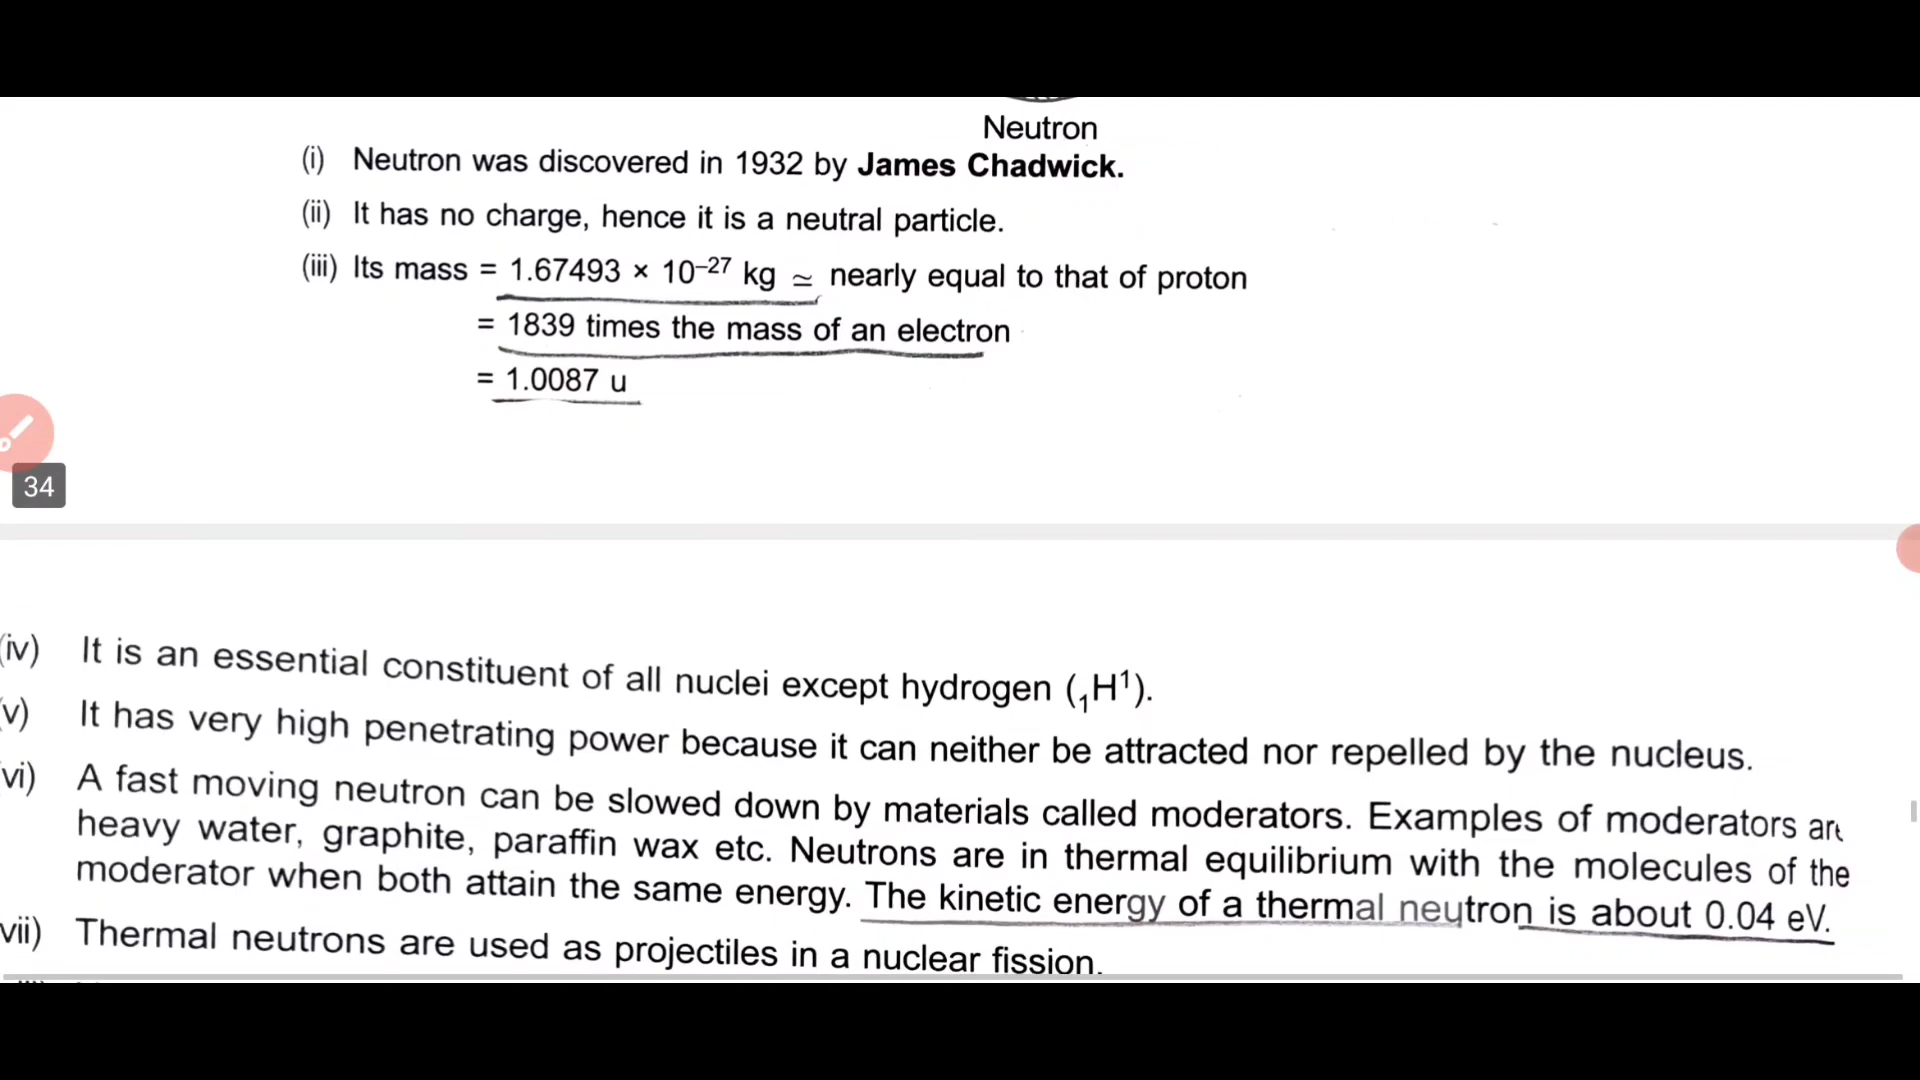 Neutron
(i) Neutron was discovered in 1932 by James Chadwick.
(ii) It has no charge, hence it is a neutral particle.
(iii) Its mass = 1.67493 × 10⁻²⁷ kg ≃ nearly equal to that of proton
= 1839 times the mass of an electron
= 1.0087 u
34
(iv) It is an essential constituent of all nuclei except hydrogen (₁H¹).
v) It has very high penetrating power because it can neither be attracted nor repelled by the nucleus.
vi) A fast moving neutron can be slowed down by materials called moderators. Examples of moderators are
heavy water, graphite, paraffin wax etc. Neutrons are in thermal equilibrium with the molecules of the
moderator when both attain the same energy. The kinetic energy of a thermal neutron is about 0.04 eV.
vii) Thermal neutrons are used as projectiles in a nuclear fission.